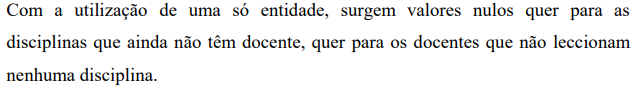 Com a utilização de uma só entidade, surgem valores nulos quer para as
disciplinas que ainda não têm docente, quer para os docentes que não leccionam
nenhuma disciplina.